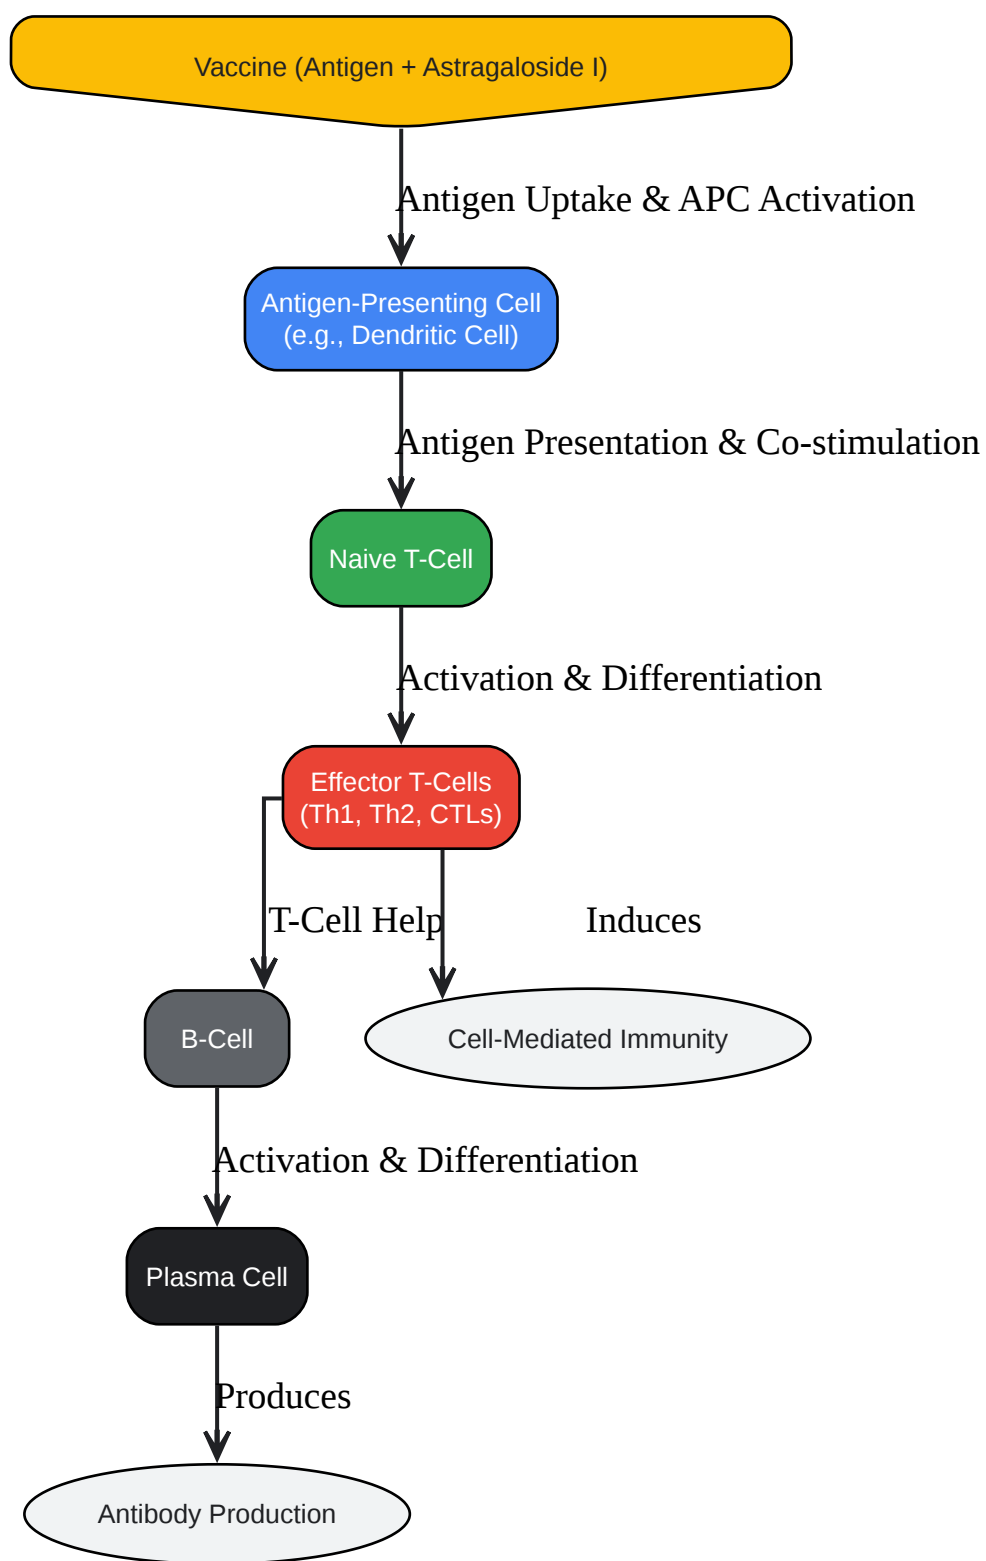 Vaccine (Antigen + Astragaloside I)
Antigen Uptake & APC Activation
Antigen-Presenting Cell
(e.g., Dendritic Cell)
Antigen Presentation & Co-stimulation
Naive T-Cell
Activation & Differentiation
Effector T-Cells
(Th1, Th2, CTLs)
T-Cell Help
Induces
B-Cell
Cell-Mediated Immunity
Activation & Differentiation
Plasma Cell
Produces
Antibody Production